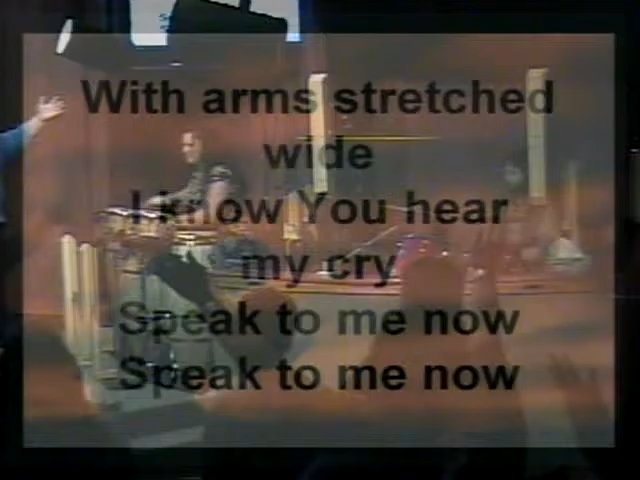 With arms stretched
wide
I know You hear
my cry
Speak to me now
Speak to me now